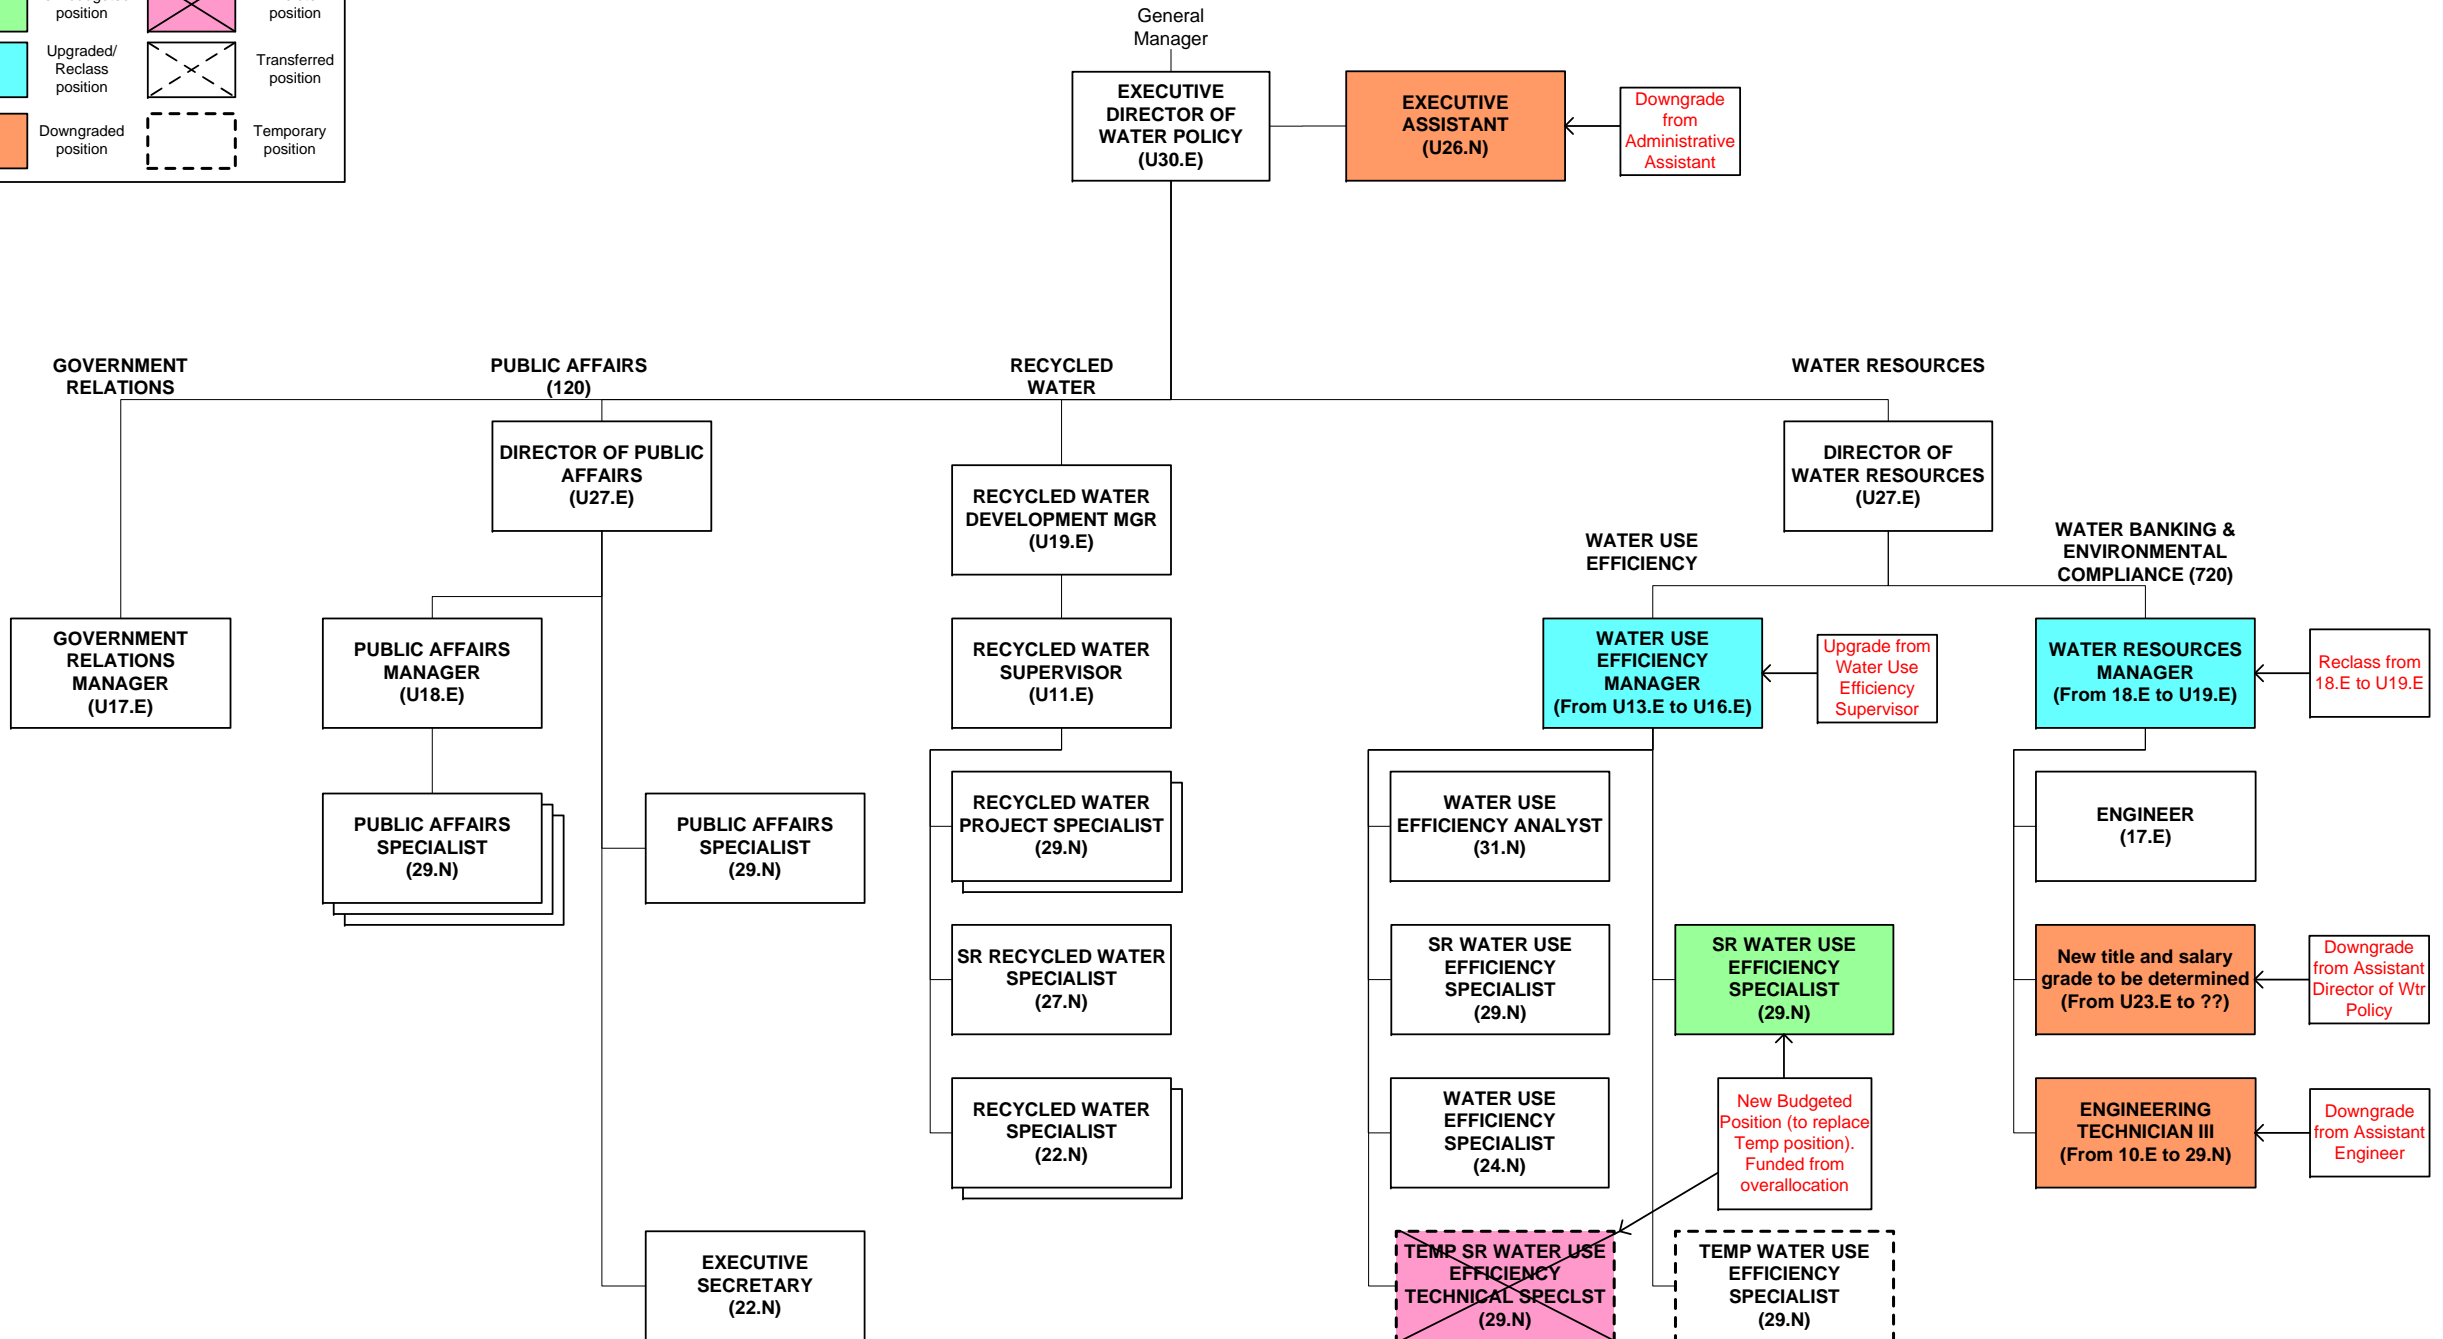 position
position
Upgraded/
Reclass
position
Transferred
position
Downgraded
position
Temporary
position
General
Manager
EXECUTIVE
DIRECTOR OF
WATER POLICY
(U30.E)
EXECUTIVE
ASSISTANT
(U26.N)
Downgrade
from
Administrative
Assistant
GOVERNMENT
RELATIONS
PUBLIC AFFAIRS
(120)
RECYCLED
WATER
WATER RESOURCES
DIRECTOR OF PUBLIC
AFFAIRS
(U27.E)
RECYCLED WATER
DEVELOPMENT MGR
(U19.E)
DIRECTOR OF
WATER RESOURCES
(U27.E)
WATER USE
EFFICIENCY
WATER BANKING &
ENVIRONMENTAL
COMPLIANCE (720)
GOVERNMENT
RELATIONS
MANAGER
(U17.E)
PUBLIC AFFAIRS
MANAGER
(U18.E)
RECYCLED WATER
SUPERVISOR
(U11.E)
WATER USE
EFFICIENCY
MANAGER
(From U13.E to U16.E)
Upgrade from
Water Use
Efficiency
Supervisor
WATER RESOURCES
MANAGER
(From 18.E to U19.E)
Reclass from
18.E to U19.E
PUBLIC AFFAIRS
SPECIALIST
(29.N)
PUBLIC AFFAIRS
SPECIALIST
(29.N)
RECYCLED WATER
PROJECT SPECIALIST
(29.N)
WATER USE
EFFICIENCY ANALYST
(31.N)
ENGINEER
(17.E)
SR RECYCLED WATER
SPECIALIST
(27.N)
SR WATER USE
EFFICIENCY
SPECIALIST
(29.N)
SR WATER USE
EFFICIENCY
SPECIALIST
(29.N)
New title and salary
grade to be determined
(From U23.E to ??)
Downgrade
from Assistant
Director of Wtr
Policy
RECYCLED WATER
SPECIALIST
(22.N)
WATER USE
EFFICIENCY
SPECIALIST
(24.N)
New Budgeted
Position (to replace
Temp position).
Funded from
overallocation
ENGINEERING
TECHNICIAN III
(From 10.E to 29.N)
Downgrade
from Assistant
Engineer
EXECUTIVE
SECRETARY
(22.N)
TEMP SR WATER USE
EFFICIENCY
TECHNICAL SPECLST
(29.N)
TEMP WATER USE
EFFICIENCY
SPECIALIST
(29.N)